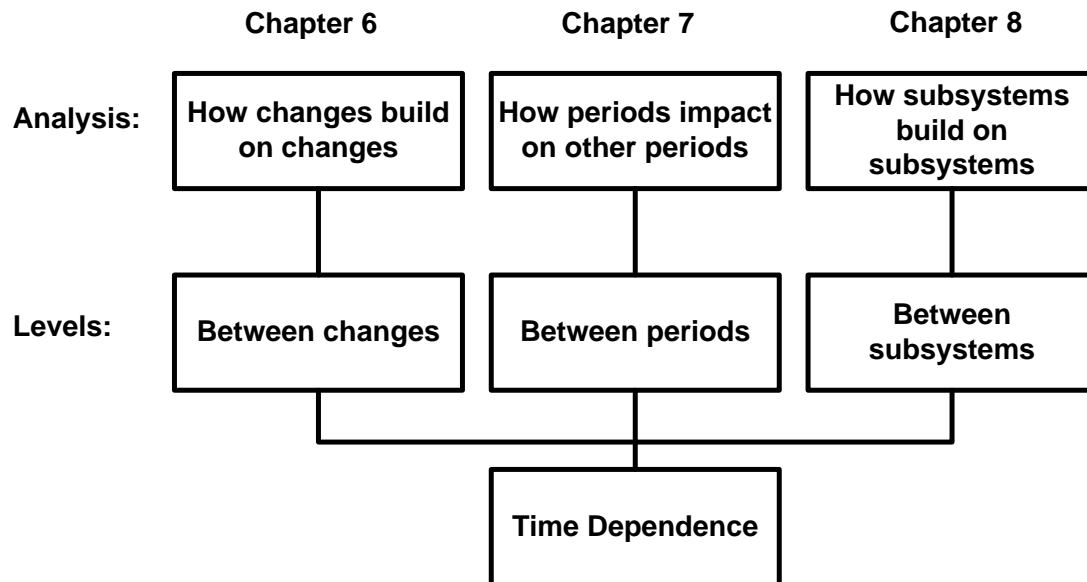 Chapter 6 Chapter 7 Chapter 8
Analysis:
How changes build
on changes
How periods impact
on other periods
How subsystems
build on
subsystems
Levels:
Between changes
Between periods
Between
subsystems
Time Dependence